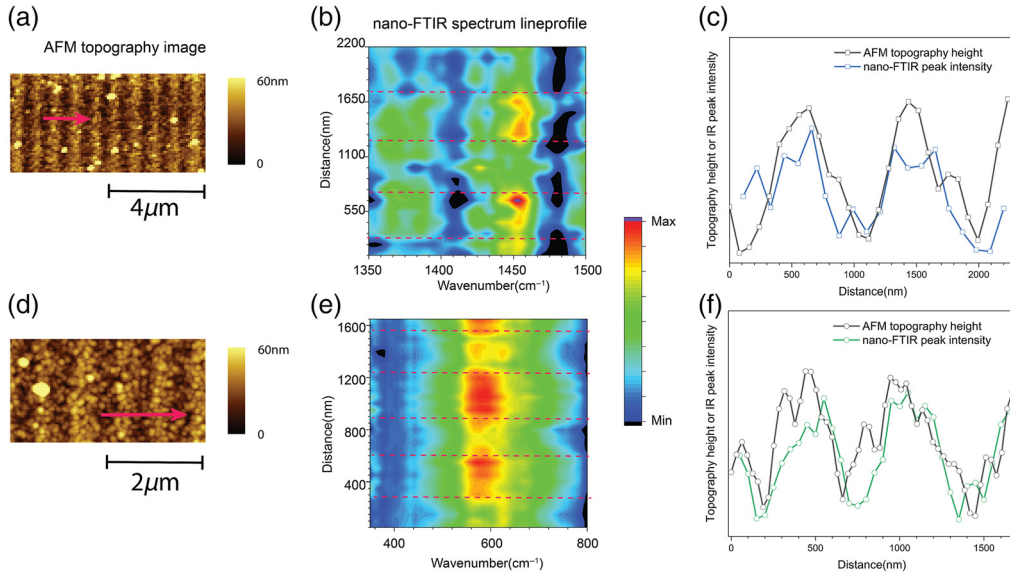 (a)
AFM topography image
60nm
0
4μm
(b)
nano-FTIR spectrum lineprofile
2200
1650
1100
550
Distance(nm)
1350
1400
1450
1500
Wavenumber(cm⁻¹)
(c)
AFM topography height
nano-FTIR peak intensity
Topography height or IR peak intensity
0
500
1000
1500
2000
Distance(nm)
Max
Min
(d)
60nm
0
2μm
(e)
1600
1200
800
400
Distance(nm)
400
600
800
Wavenumber(cm⁻¹)
(f)
AFM topography height
nano-FTIR peak intensity
Topography height or IR peak intensity
0
500
1000
1500
Distance(nm)